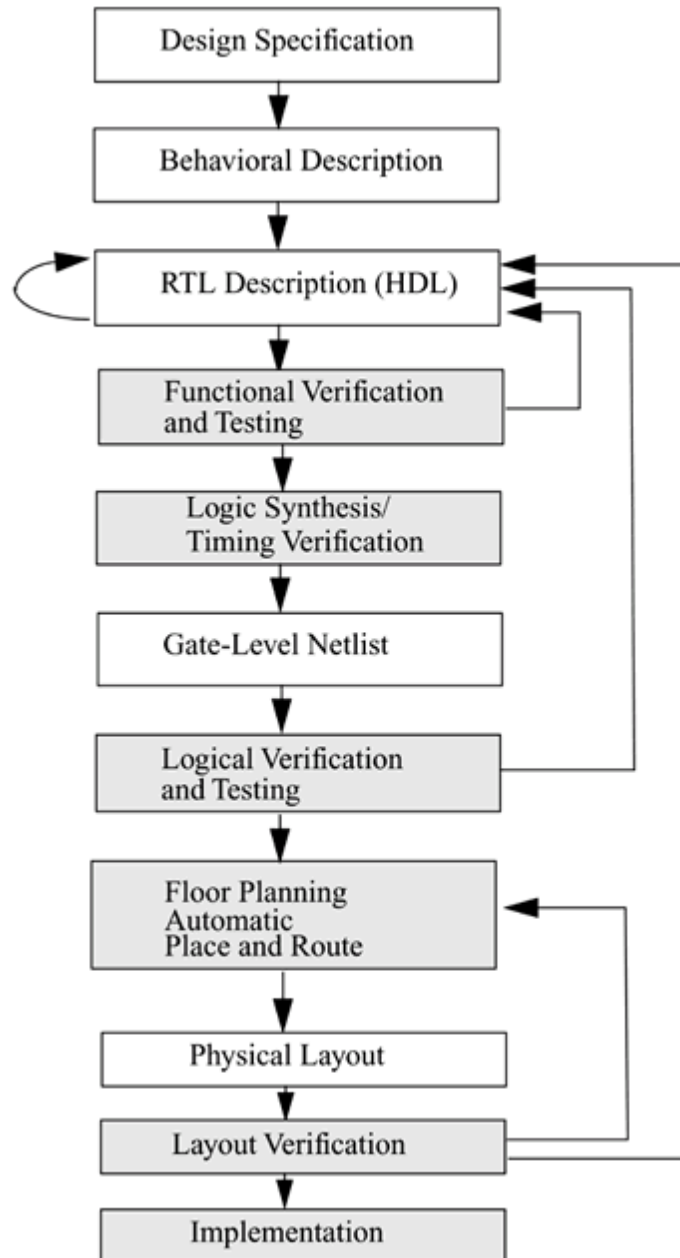 Design Specification
Behavioral Description
RTL Description (HDL)
Functional Verification
and Testing
Logic Synthesis/
Timing Verification
Gate-Level Netlist
Logical Verification
and Testing
Floor Planning
Automatic
Place and Route
Physical Layout
Layout Verification
Implementation